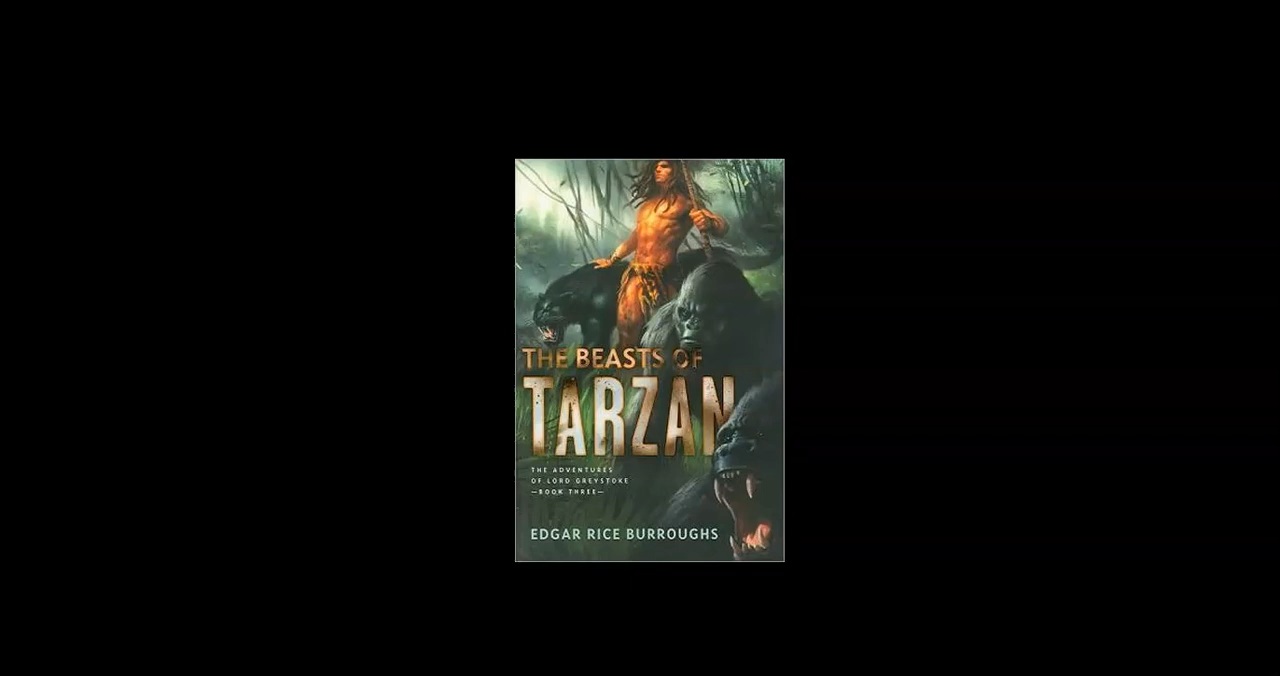 THE BEASTS OF
TARZAN
THE ADVENTURES
OF LORD GREYSTOKE
—BOOK THREE—
EDGAR RICE BURROUGHS